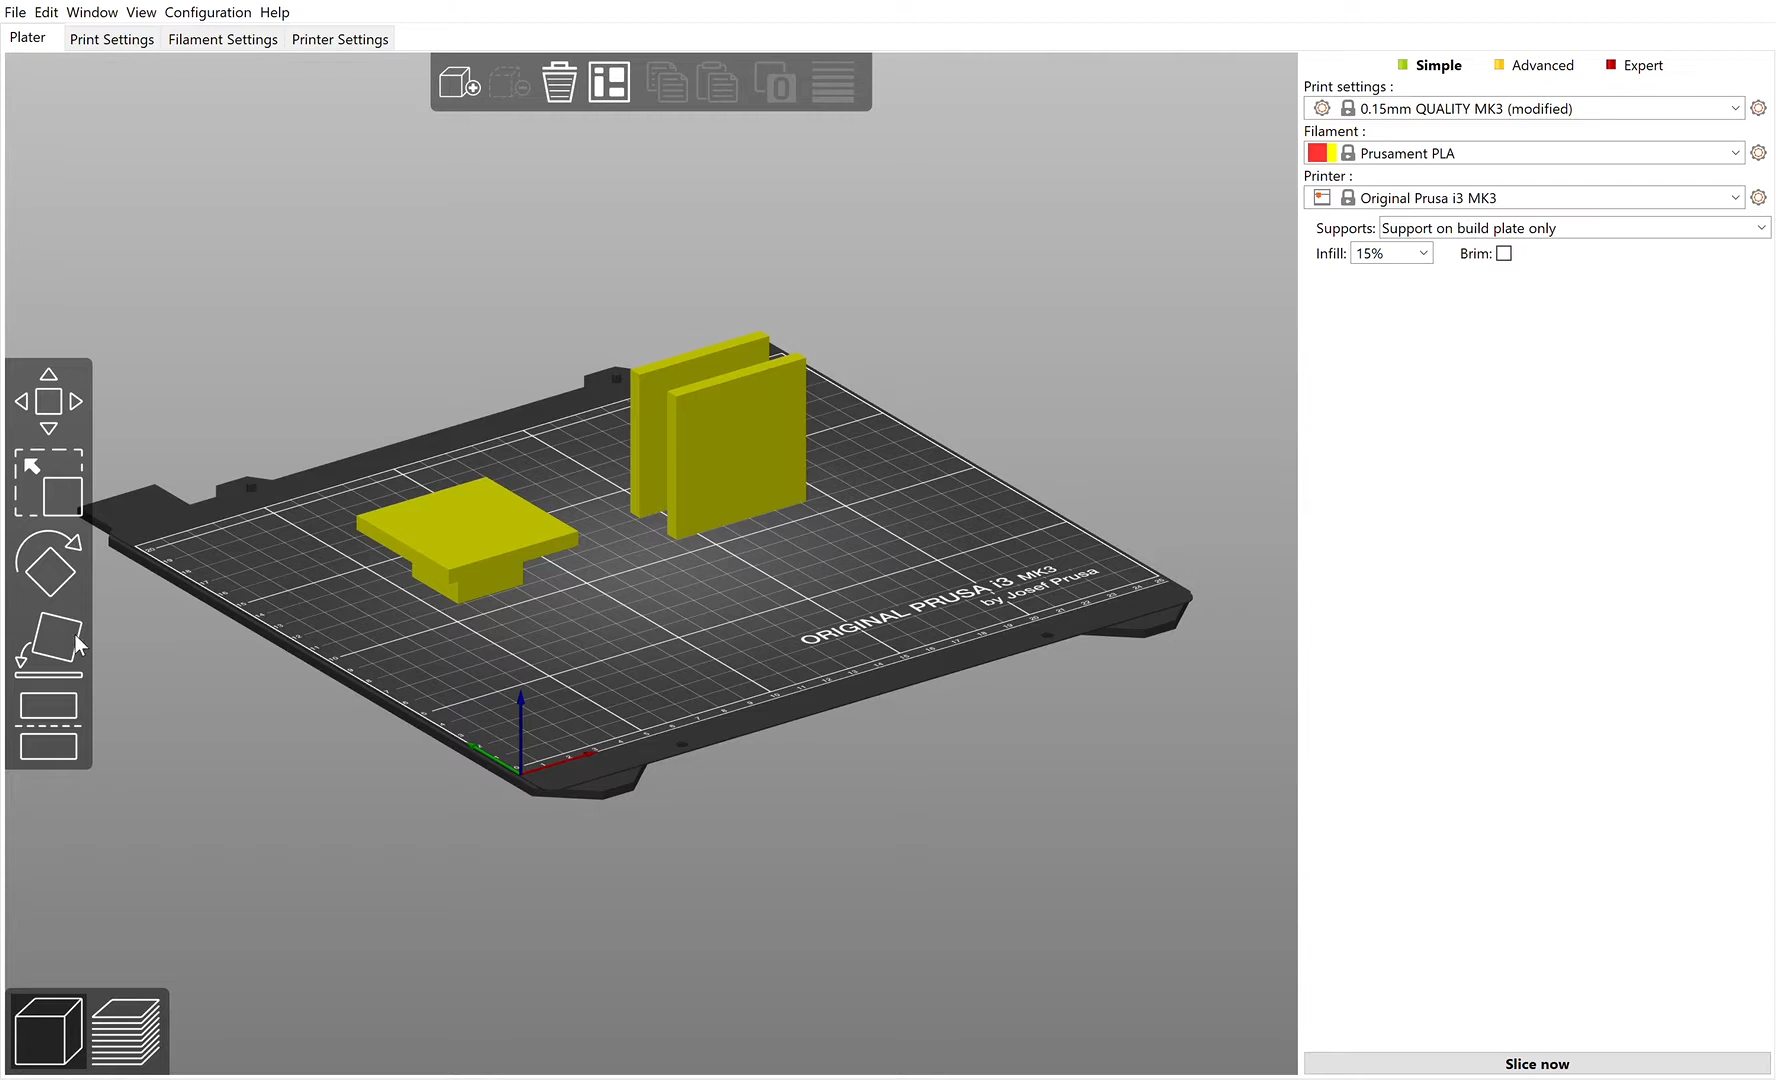 File Edit Window View Configuration Help
Plater Print Settings Filament Settings Printer Settings
Simple Advanced Expert
Print settings :
0.15mm QUALITY MK3 (modified)
Filament :
Prusament PLA
Printer :
Original Prusa i3 MK3
Supports: Support on build plate only
Infill: 15% Brim:
ORIGINAL PRUSA i3 MK3
by Josef Prusa
Slice now